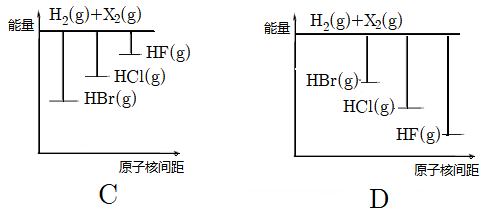 能量
H₂(g)+X₂(g)
HF(g)
HCl(g)
HBr(g)
原子核间距
C
能量
H₂(g)+X₂(g)
HBr(g)
HCl(g)
HF(g)
原子核间距
D